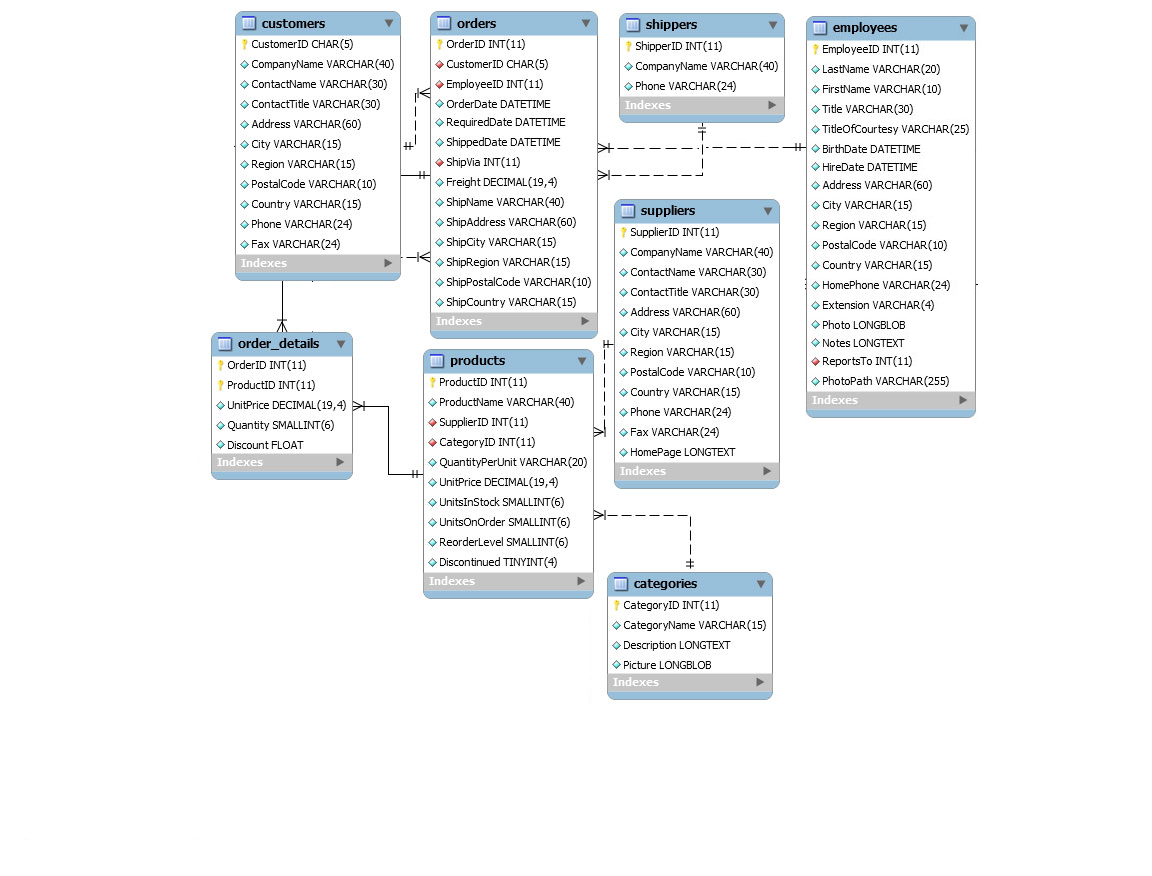 customers
CustomerID CHAR(5)
CompanyName VARCHAR(40)
ContactName VARCHAR(30)
ContactTitle VARCHAR(30)
Address VARCHAR(60)
City VARCHAR(15)
Region VARCHAR(15)
PostalCode VARCHAR(10)
Country VARCHAR(15)
Phone VARCHAR(24)
Fax VARCHAR(24)
Indexes
orders
OrderID INT(11)
CustomerID CHAR(5)
EmployeeID INT(11)
OrderDate DATETIME
RequiredDate DATETIME
ShippedDate DATETIME
ShipVia INT(11)
Freight DECIMAL(19,4)
ShipName VARCHAR(40)
ShipAddress VARCHAR(60)
ShipCity VARCHAR(15)
ShipRegion VARCHAR(15)
ShipPostalCode VARCHAR(10)
ShipCountry VARCHAR(15)
Indexes
shippers
ShipperID INT(11)
CompanyName VARCHAR(40)
Phone VARCHAR(24)
Indexes
employees
EmployeeID INT(11)
LastName VARCHAR(20)
FirstName VARCHAR(10)
Title VARCHAR(30)
TitleOfCourtesy VARCHAR(25)
BirthDate DATETIME
HireDate DATETIME
Address VARCHAR(60)
City VARCHAR(15)
Region VARCHAR(15)
PostalCode VARCHAR(10)
Country VARCHAR(15)
HomePhone VARCHAR(24)
Extension VARCHAR(4)
Photo LONGBLOB
Notes LONGTEXT
ReportsTo INT(11)
PhotoPath VARCHAR(255)
Indexes
suppliers
SupplierID INT(11)
CompanyName VARCHAR(40)
ContactName VARCHAR(30)
ContactTitle VARCHAR(30)
Address VARCHAR(60)
City VARCHAR(15)
Region VARCHAR(15)
PostalCode VARCHAR(10)
Country VARCHAR(15)
Phone VARCHAR(24)
Fax VARCHAR(24)
HomePage LONGTEXT
Indexes
order_details
OrderID INT(11)
ProductID INT(11)
UnitPrice DECIMAL(19,4)
Quantity SMALLINT(6)
Discount FLOAT
Indexes
products
ProductID INT(11)
ProductName VARCHAR(40)
SupplierID INT(11)
CategoryID INT(11)
QuantityPerUnit VARCHAR(20)
UnitPrice DECIMAL(19,4)
UnitsInStock SMALLINT(6)
UnitsOnOrder SMALLINT(6)
ReorderLevel SMALLINT(6)
Discontinued TINYINT(4)
Indexes
categories
CategoryID INT(11)
CategoryName VARCHAR(15)
Description LONGTEXT
Picture LONGBLOB
Indexes